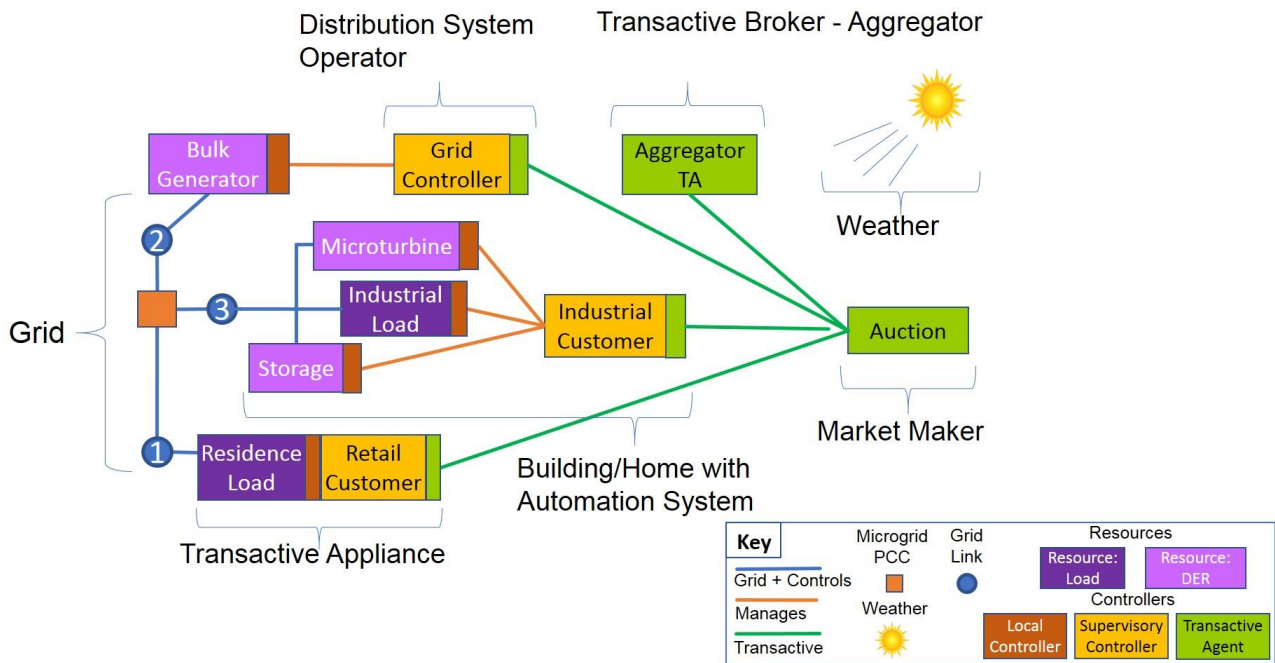 Distribution System
Operator
Transactive Broker - Aggregator
Bulk
Generator
Grid
Controller
Aggregator
TA
Weather
2
Microturbine
3
Industrial
Load
Industrial
Customer
Auction
Grid
Storage
Market Maker
1
Residence
Load
Retail
Customer
Building/Home with
Automation System
Transactive Appliance
Key
Grid + Controls
Manages
Transactive
Microgrid
PCC
Weather
Grid
Link
Resources
Resource:
Load
Resource:
DER
Controllers
Local
Controller
Supervisory
Controller
Transactive
Agent